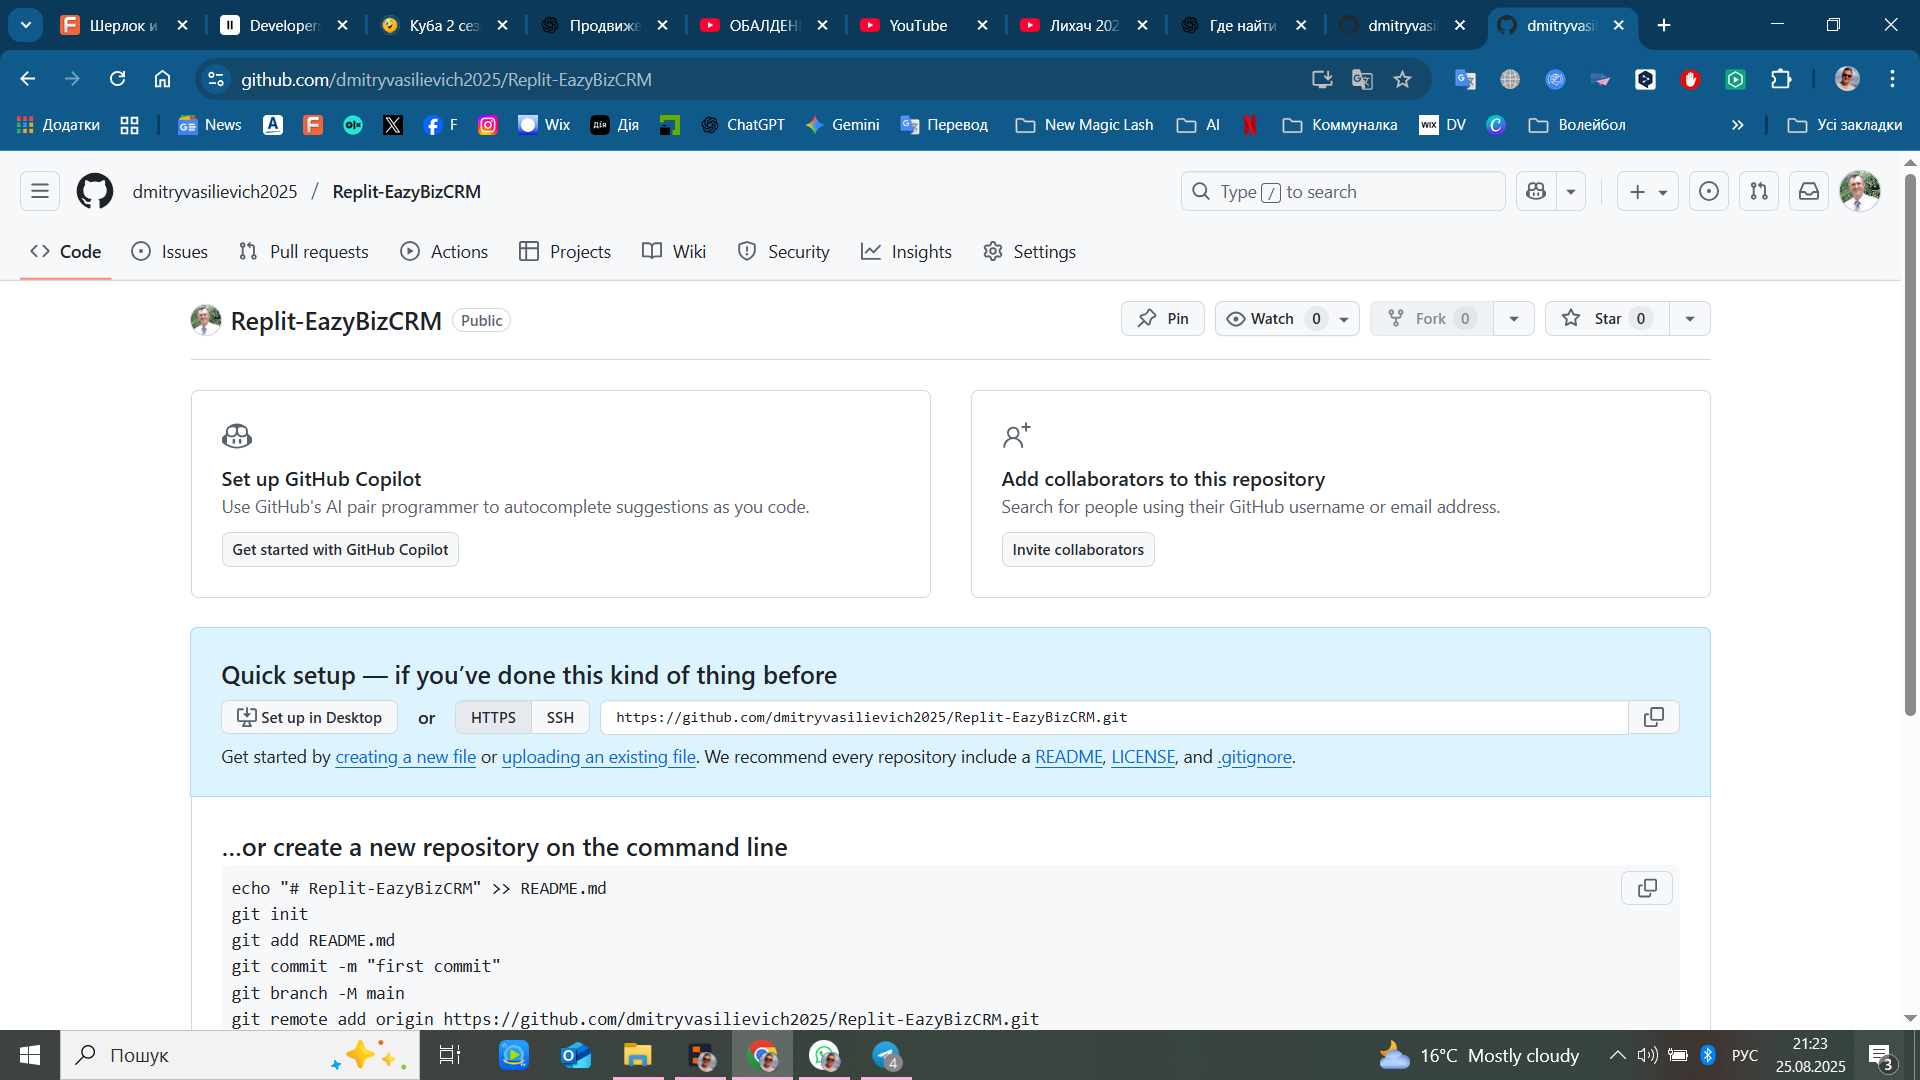 Шерлок и
Developers
Куба 2 сез
Продвиже
ОБАЛДЕН
YouTube
Лихач 202
Где найти
dmitryvasil
dmitryvasil
github.com/dmitryvasilievich2025/Replit-EazyBizCRM
Додатки
News
F
Wix
Дія
ChatGPT
Gemini
Перевод
New Magic Lash
AI
Коммуналка
WIX
DV
Волейбол
Усі закладки
dmitryvasilievich2025 / Replit-EazyBizCRM
Type / to search
Code
Issues
Pull requests
Actions
Projects
Wiki
Security
Insights
Settings
Replit-EazyBizCRM Public
Pin
Watch 0
Fork 0
Star 0
Set up GitHub Copilot
Use GitHub's AI pair programmer to autocomplete suggestions as you code.
Get started with GitHub Copilot
Add collaborators to this repository
Search for people using their GitHub username or email address.
Invite collaborators
Quick setup — if you’ve done this kind of thing before
Set up in Desktop or HTTPS SSH https://github.com/dmitryvasilievich2025/Replit-EazyBizCRM.git
Get started by creating a new file or uploading an existing file. We recommend every repository include a README, LICENSE, and .gitignore.
…or create a new repository on the command line
echo "# Replit-EazyBizCRM" >> README.md
git init
git add README.md
git commit -m "first commit"
git branch -M main
git remote add origin https://github.com/dmitryvasilievich2025/Replit-EazyBizCRM.git
Пошук
4
16°C Mostly cloudy
РУС
21:23
25.08.2025
3